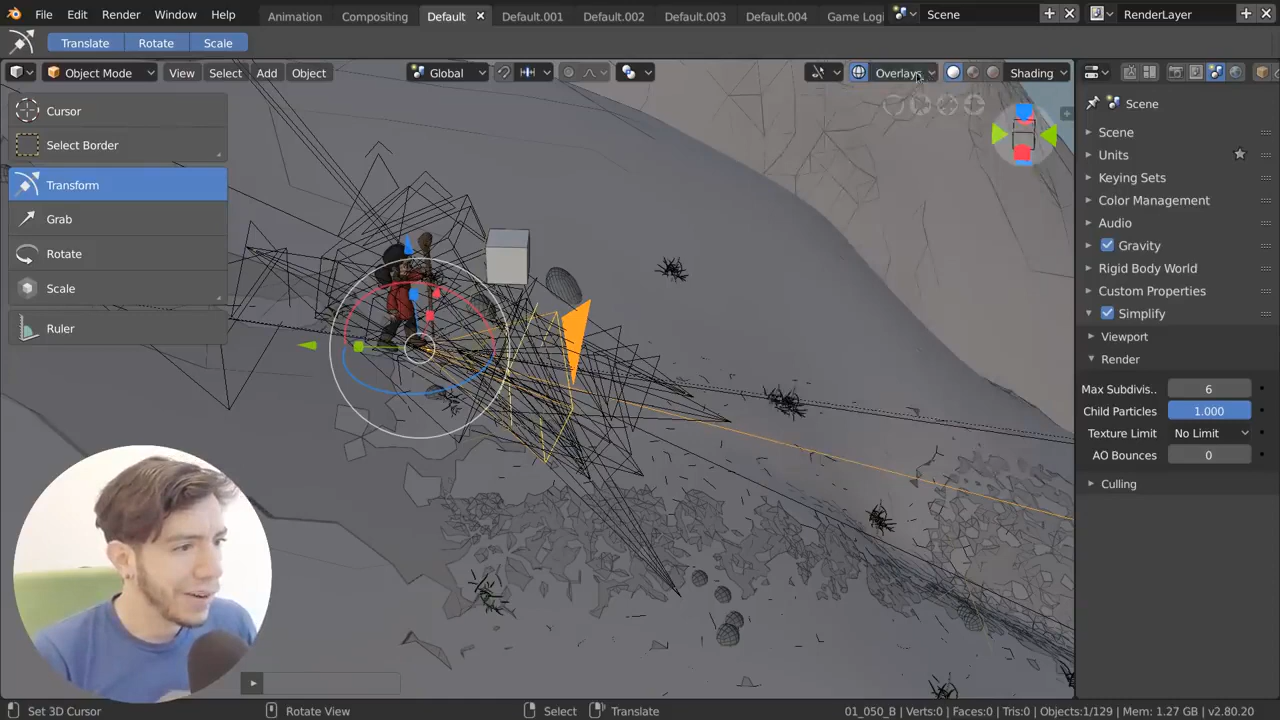 File Edit Render Window Help Animation Compositing Default Default.001 Default.002 Default.003 Default.004 Game Logi Scene RenderLayer
Translate Rotate Scale
Object Mode View Select Add Object Global Overlays Shading
Cursor
Select Border
Transform
Grab
Rotate
Scale
Ruler
Scene
Scene
Units
Keying Sets
Color Management
Audio
Gravity
Rigid Body World
Custom Properties
Simplify
Viewport
Render
Max Subdivis.. 6
Child Particles 1.000
Texture Limit No Limit
AO Bounces 0
Culling
Set 3D Cursor Rotate View Select Translate 01_050_B | Verts:0 | Faces:0 | Tris:0 | Objects:1/129 | Mem: 1.27 GB | v2.80.20